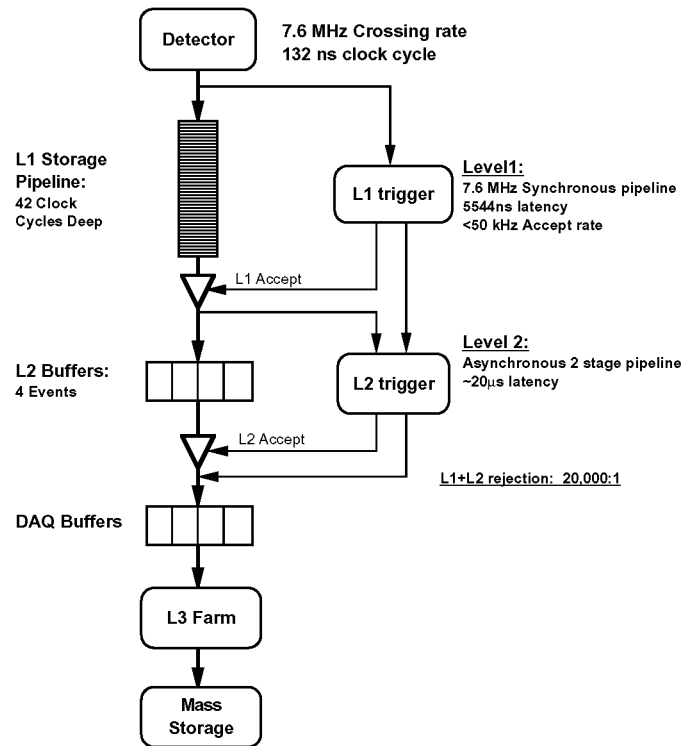 Detector
7.6 MHz Crossing rate
132 ns clock cycle
L1 Storage
Pipeline:
42 Clock
Cycles Deep
L1 trigger
Level1:
7.6 MHz Synchronous pipeline
5544ns latency
<50 kHz Accept rate
L1 Accept
L2 Buffers:
4 Events
L2 trigger
Level 2:
Asynchronous 2 stage pipeline
~20μs latency
L2 Accept
L1+L2 rejection: 20,000:1
DAQ Buffers
L3 Farm
Mass
Storage